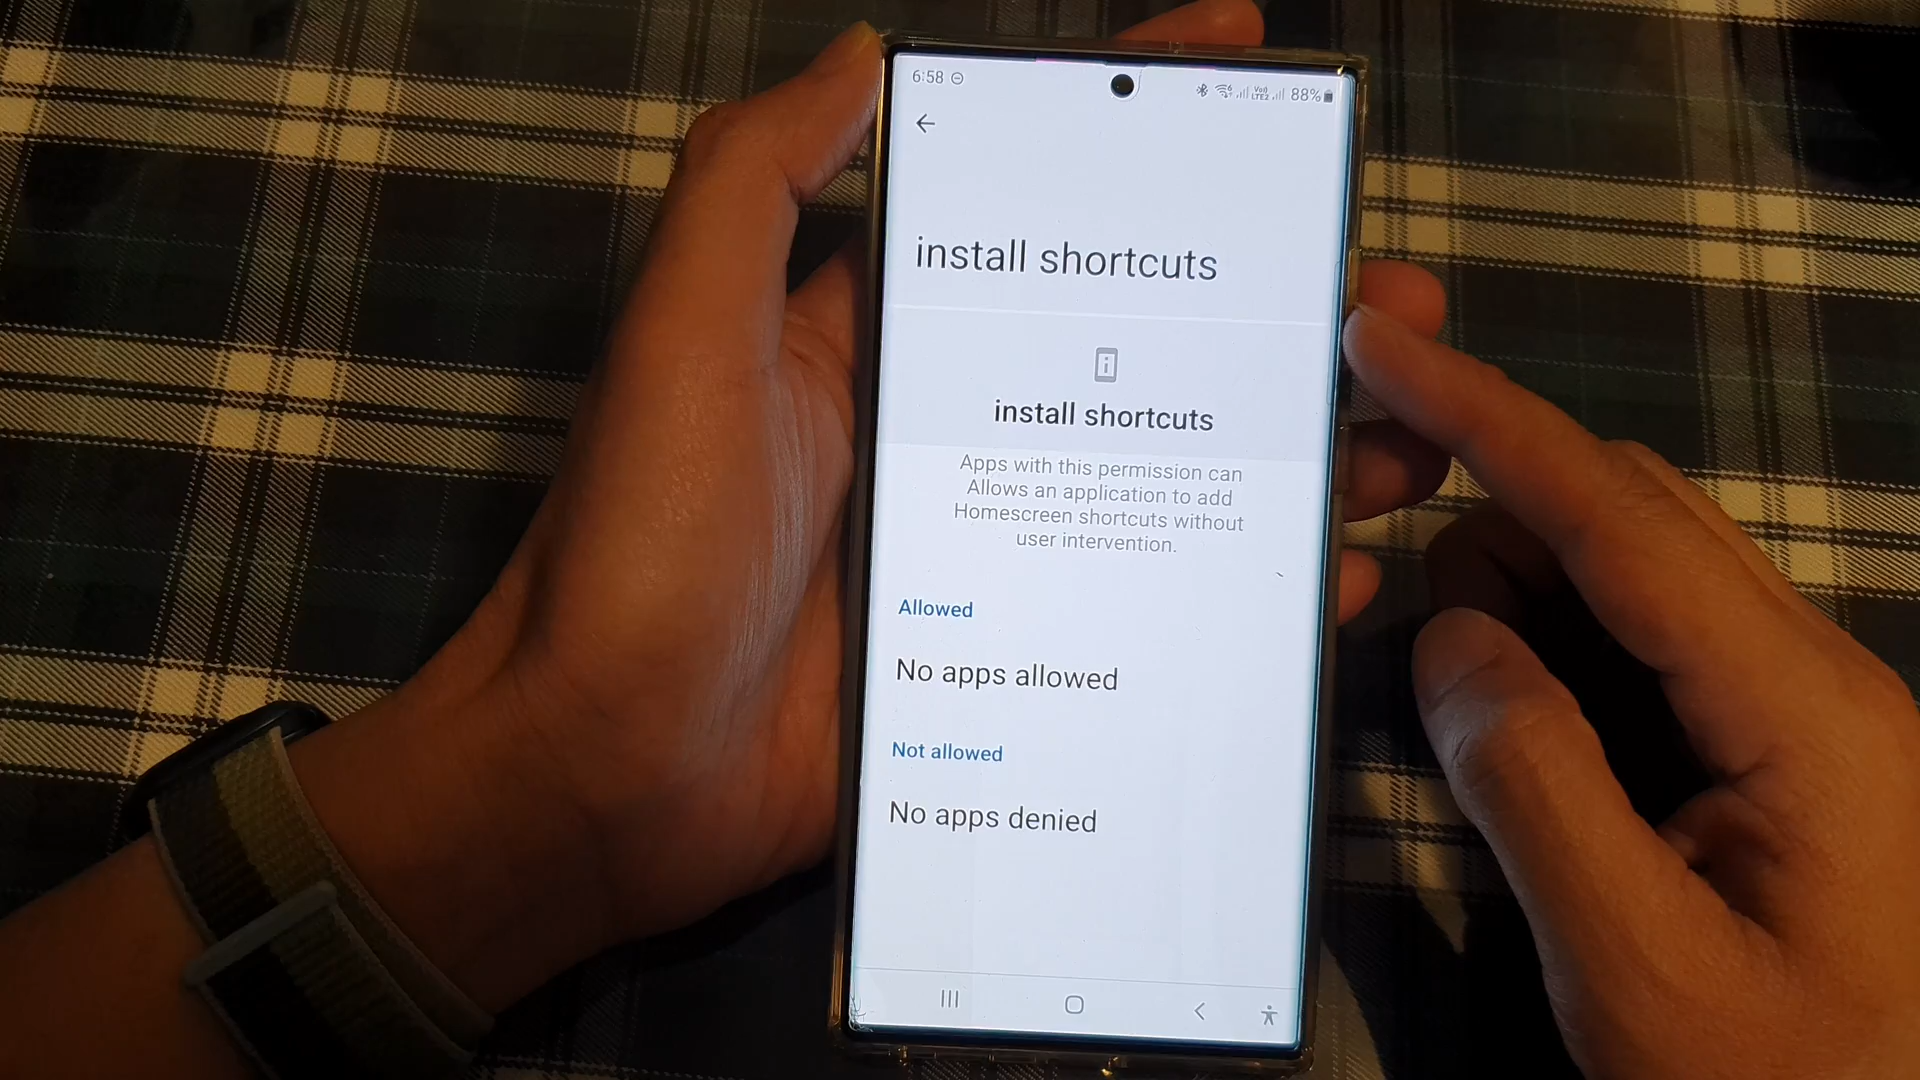 6:58
88%
install shortcuts
install shortcuts
Apps with this permission can
Allows an application to add
Homescreen shortcuts without
user intervention.
Allowed
No apps allowed
Not allowed
No apps denied